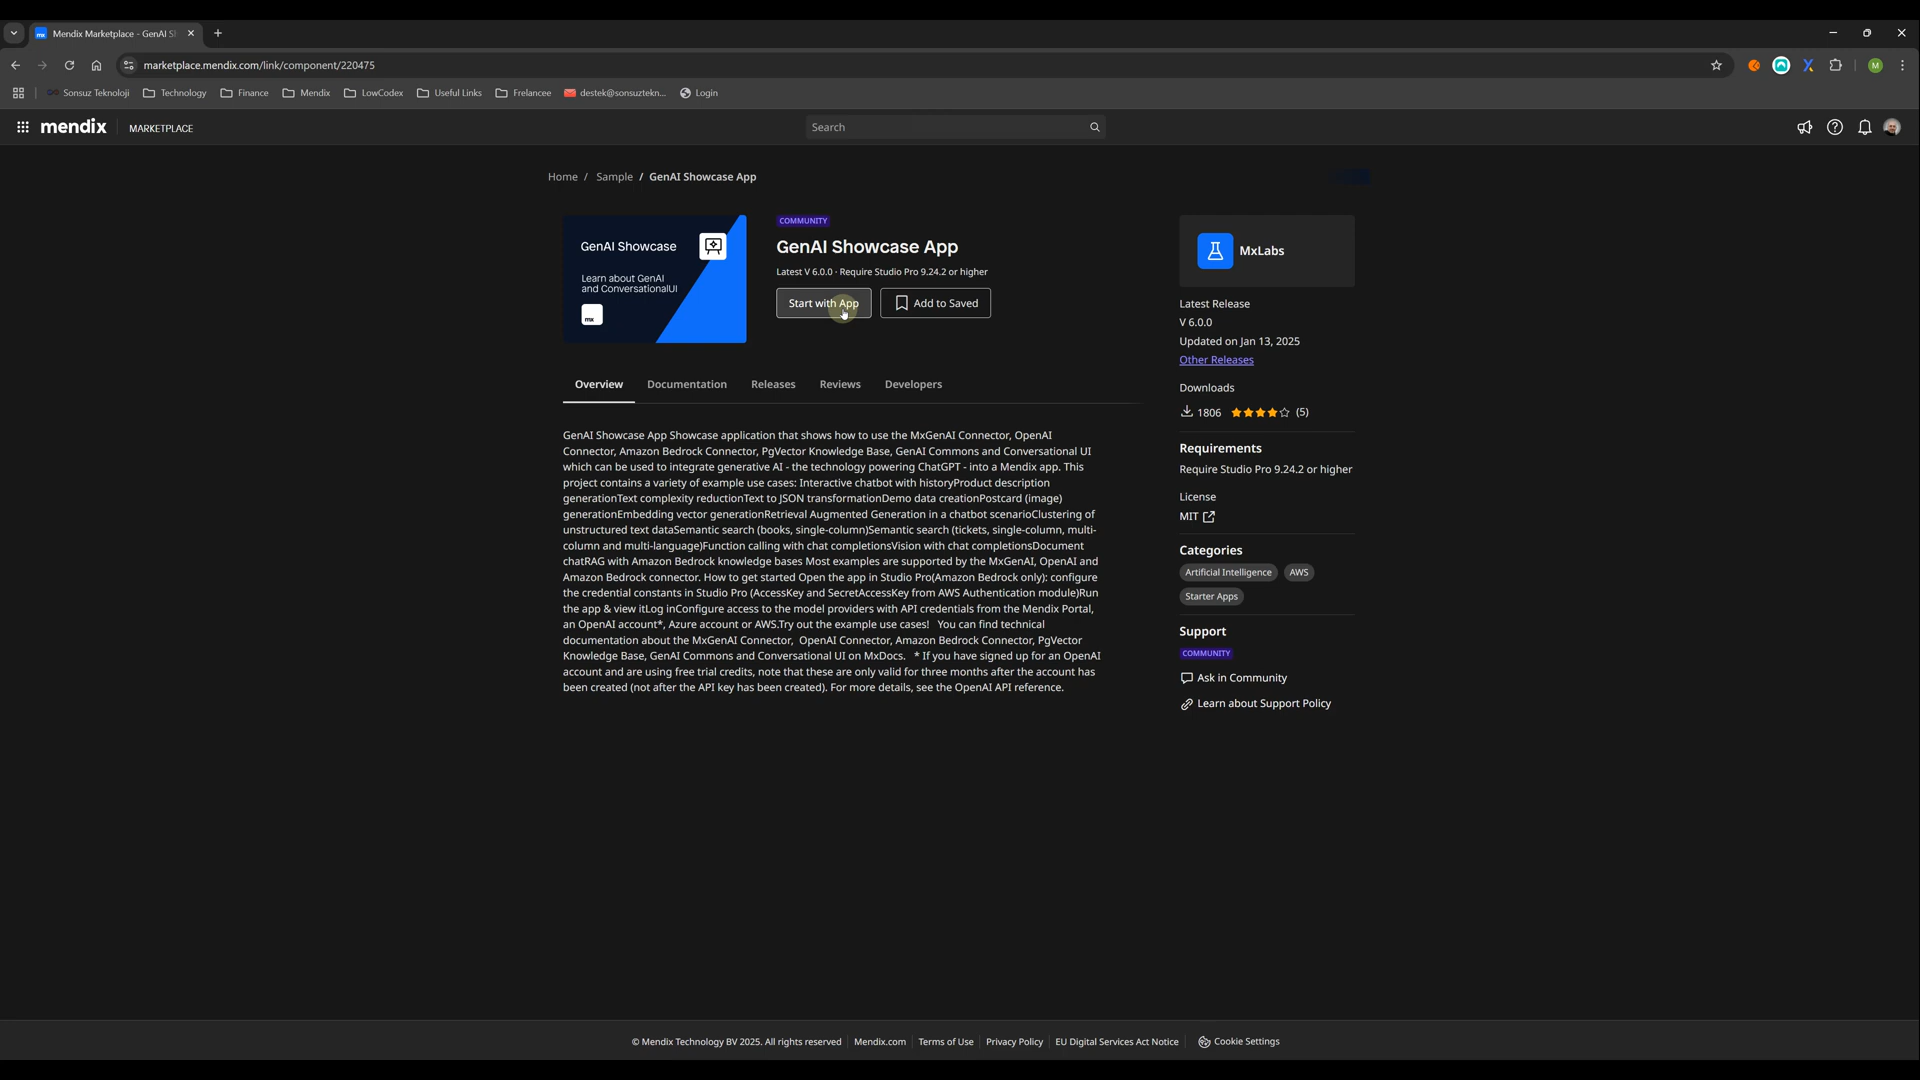 Mendix Marketplace - GenAI S
marketplace.mendix.com/link/component/220475
M
Sonsuz Teknoloji
Technology
Finance
Mendix
LowCodex
Useful Links
Frelancee
destek@sonsuztekn...
Login
mendix
MARKETPLACE
Search
Home / Sample / GenAI Showcase App
GenAI Showcase
Learn about GenAI
and ConversationalUI
mx
COMMUNITY
GenAI Showcase App
Latest V 6.0.0 · Require Studio Pro 9.24.2 or higher
Start with App
Add to Saved
Overview
Documentation
Releases
Reviews
Developers
GenAI Showcase App Showcase application that shows how to use the MxGenAI Connector, OpenAI
Connector, Amazon Bedrock Connector, PgVector Knowledge Base, GenAI Commons and Conversational UI
which can be used to integrate generative AI - the technology powering ChatGPT - into a Mendix app. This
project contains a variety of example use cases: Interactive chatbot with historyProduct description
generationText complexity reductionText to JSON transformationDemo data creationPostcard (image)
generationEmbedding vector generationRetrieval Augmented Generation in a chatbot scenarioClustering of
unstructured text dataSemantic search (books, single-column)Semantic search (tickets, single-column, multi-
column and multi-language)Function calling with chat completionsVision with chat completionsDocument
chatRAG with Amazon Bedrock knowledge bases Most examples are supported by the MxGenAI, OpenAI and
Amazon Bedrock connector. How to get started Open the app in Studio Pro(Amazon Bedrock only): configure
the credential constants in Studio Pro (AccessKey and SecretAccessKey from AWS Authentication module)Run
the app & view itLog inConfigure access to the model providers with API credentials from the Mendix Portal,
an OpenAI account*, Azure account or AWS.Try out the example use cases! You can find technical
documentation about the MxGenAI Connector, OpenAI Connector, Amazon Bedrock Connector, PgVector
Knowledge Base, GenAI Commons and Conversational UI on MxDocs. * If you have signed up for an OpenAI
account and are using free trial credits, note that these are only valid for three months after the account has
been created (not after the API key has been created). For more details, see the OpenAI API reference.
MxLabs
Latest Release
V 6.0.0
Updated on Jan 13, 2025
Other Releases
Downloads
1806 (5)
Requirements
Require Studio Pro 9.24.2 or higher
License
MIT
Categories
Artificial Intelligence
AWS
Starter Apps
Support
COMMUNITY
Ask in Community
Learn about Support Policy
© Mendix Technology BV 2025. All rights reserved
Mendix.com
Terms of Use
Privacy Policy
EU Digital Services Act Notice
Cookie Settings